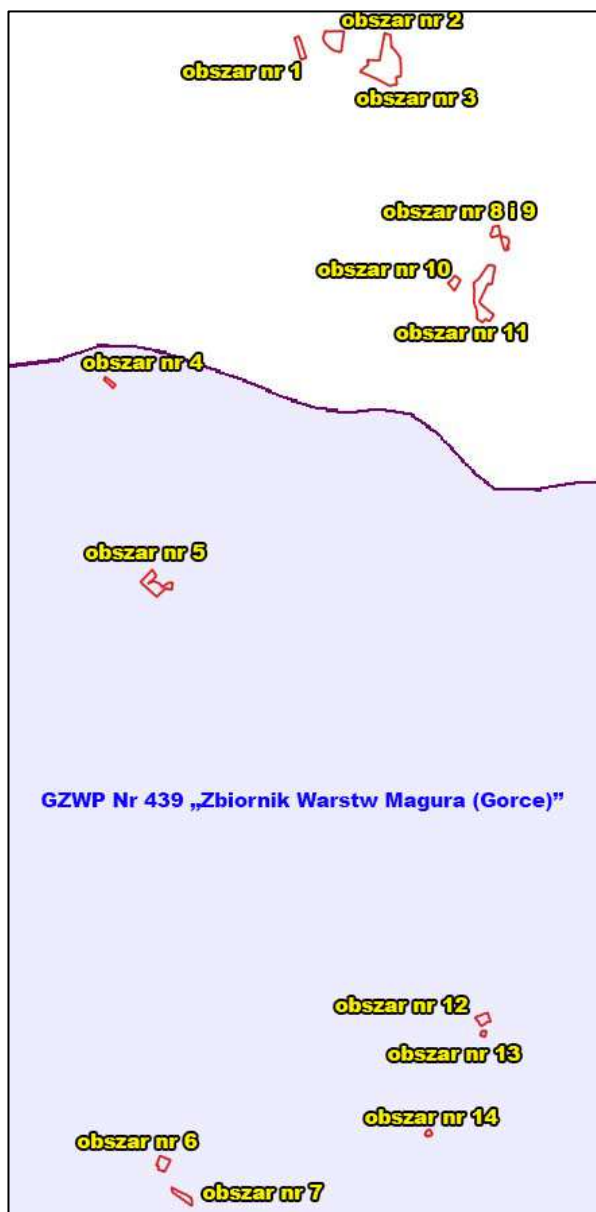 obszar nr 2
obszar nr 1
obszar nr 3
obszar nr 8 i 9
obszar nr 10
obszar nr 11
obszar nr 4
obszar nr 5
GZWP Nr 439 „Zbiornik Warstw Magura (Gorce)”
obszar nr 12
obszar nr 13
obszar nr 14
obszar nr 6
obszar nr 7